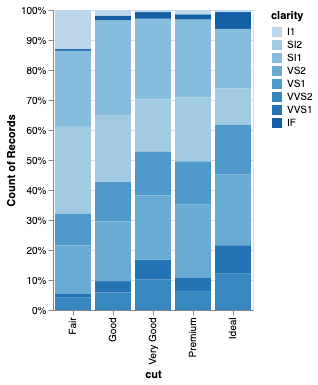 100%
90%
80%
70%
60%
50%
40%
30%
20%
10%
0%
Count of Records
Fair
Good
Very Good
Premium
Ideal
cut
clarity
I1
SI2
SI1
VS2
VS1
VVS2
VVS1
IF